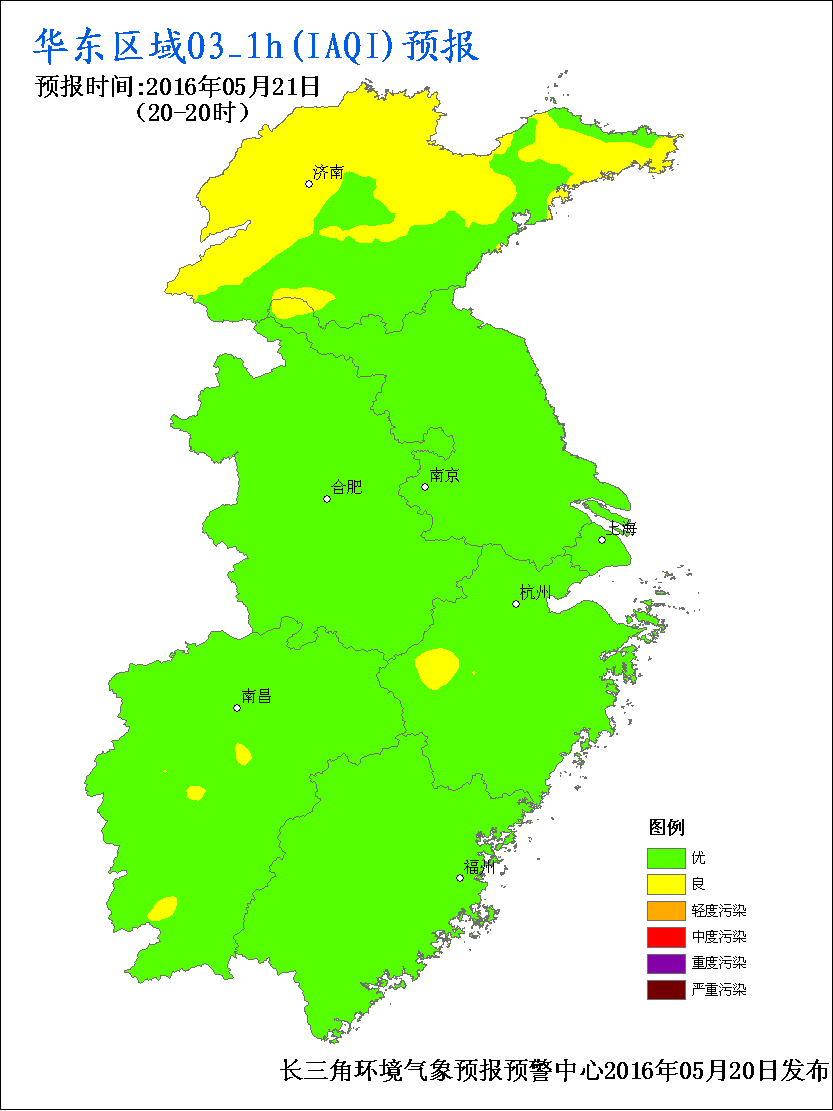 华东区域O3_1h(IAQI)预报
预报时间:2016年05月21日
(20-20时)
济南
南京
合肥
上海
杭州
南昌
福州
图例
优
良
轻度污染
中度污染
重度污染
严重污染
长三角环境气象预报预警中心2016年05月20日发布